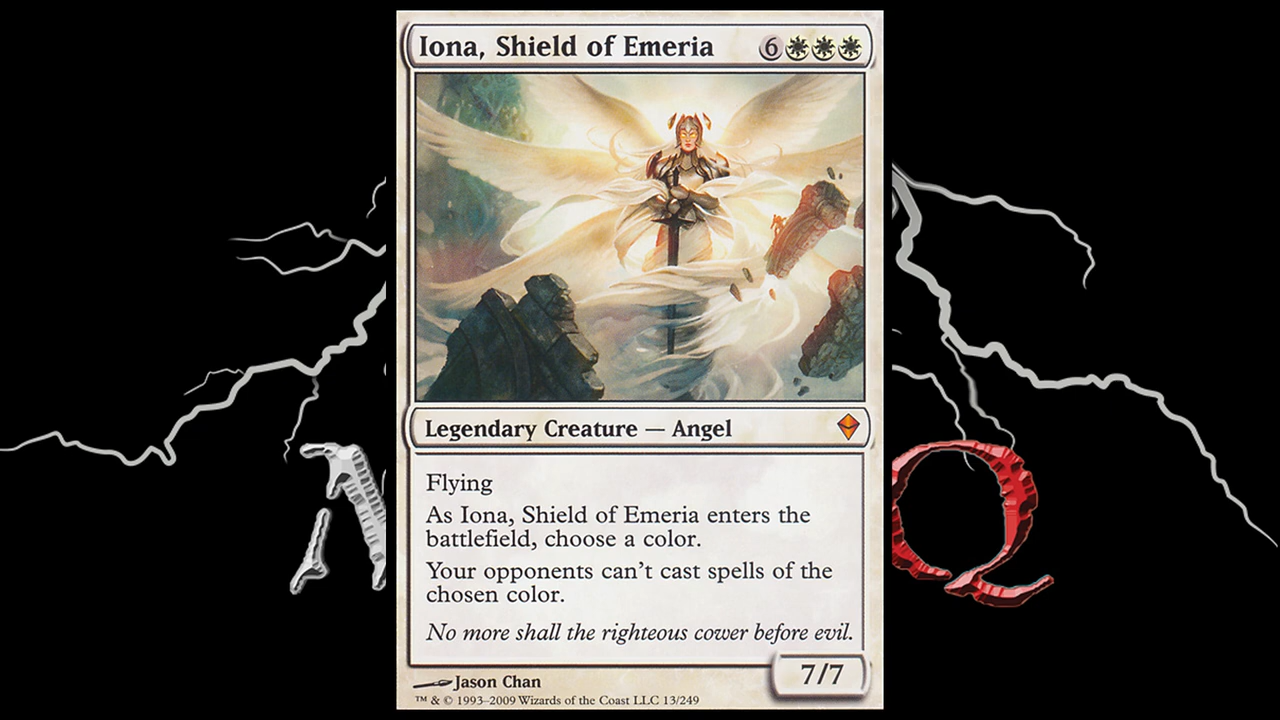 Iona, Shield of Emeria 6
Legendary Creature — Angel
Flying
As Iona, Shield of Emeria enters the
battlefield, choose a color.
Your opponents can't cast spells of the
chosen color.
No more shall the righteous cower before evil.
7/7
Jason Chan
™ & © 1993–2009 Wizards of the Coast LLC 13/249
Q